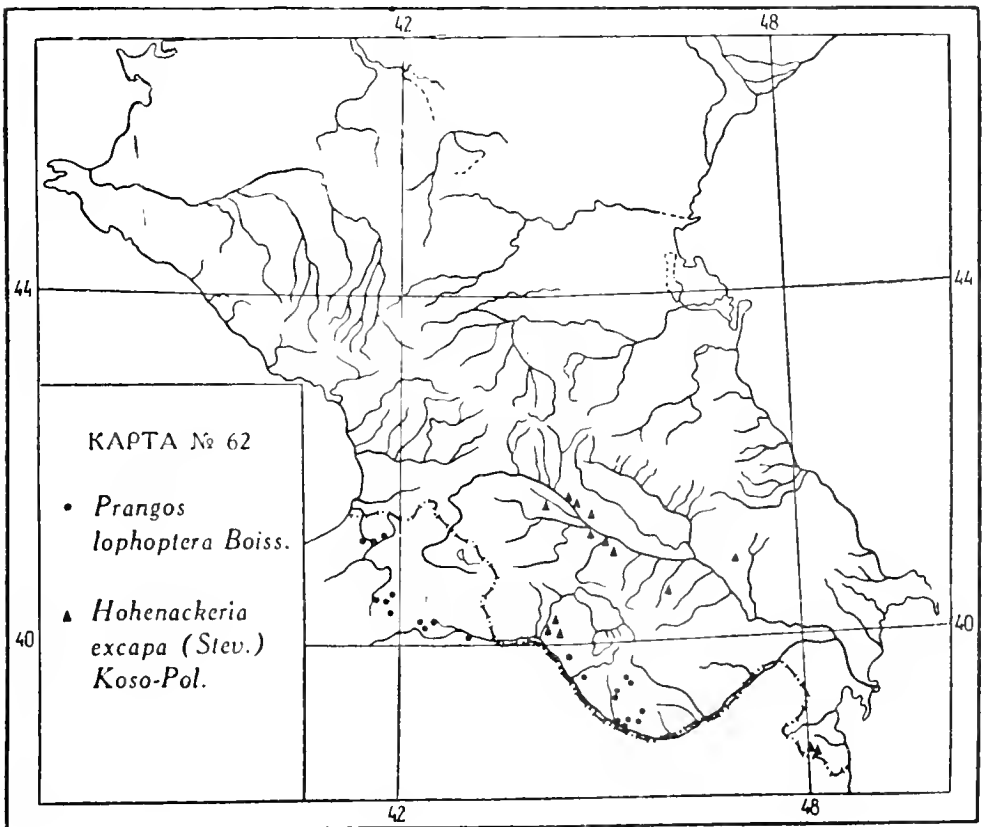 42 48
44 44
КАРТА № 62
• Prangos
lophoptera Boiss.
▲ Hohenackeria
excapa (Stev.)
Koso-Pol.
40 40
42 48